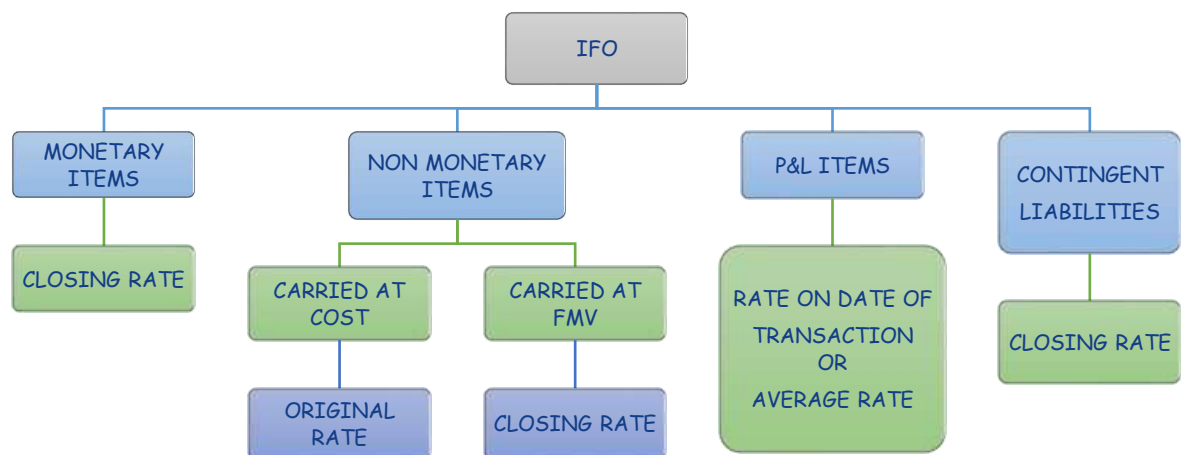 IFO
MONETARY
ITEMS
NON MONETARY
ITEMS
P&L ITEMS
CONTINGENT
LIABILITIES
CLOSING RATE
CARRIED AT
COST
CARRIED AT
FMV
RATE ON DATE OF
TRANSACTION
OR
AVERAGE RATE
CLOSING RATE
ORIGINAL
RATE
CLOSING RATE